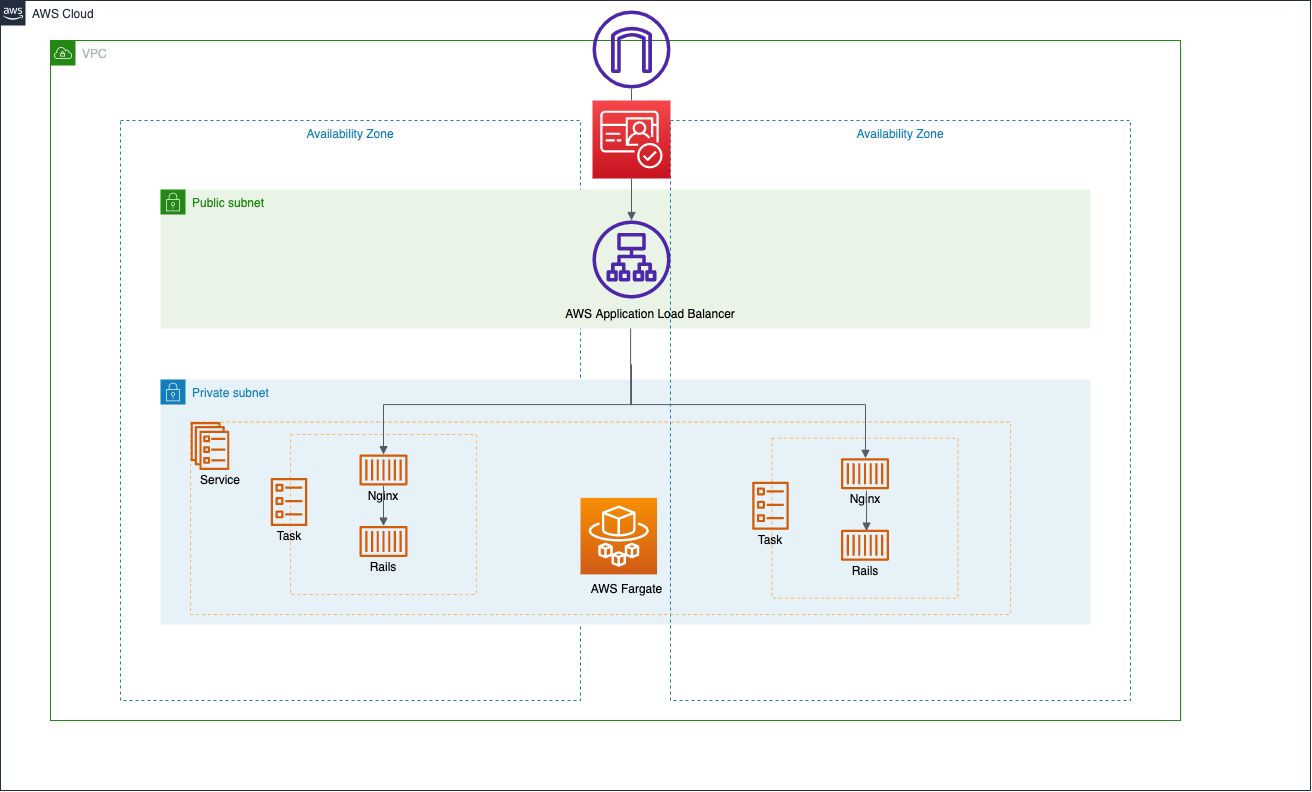 aws
AWS Cloud
VPC
Availability Zone
Availability Zone
Public subnet
AWS Application Load Balancer
Private subnet
Service
Task
Nginx
Rails
AWS Fargate
Task
Nginx
Rails